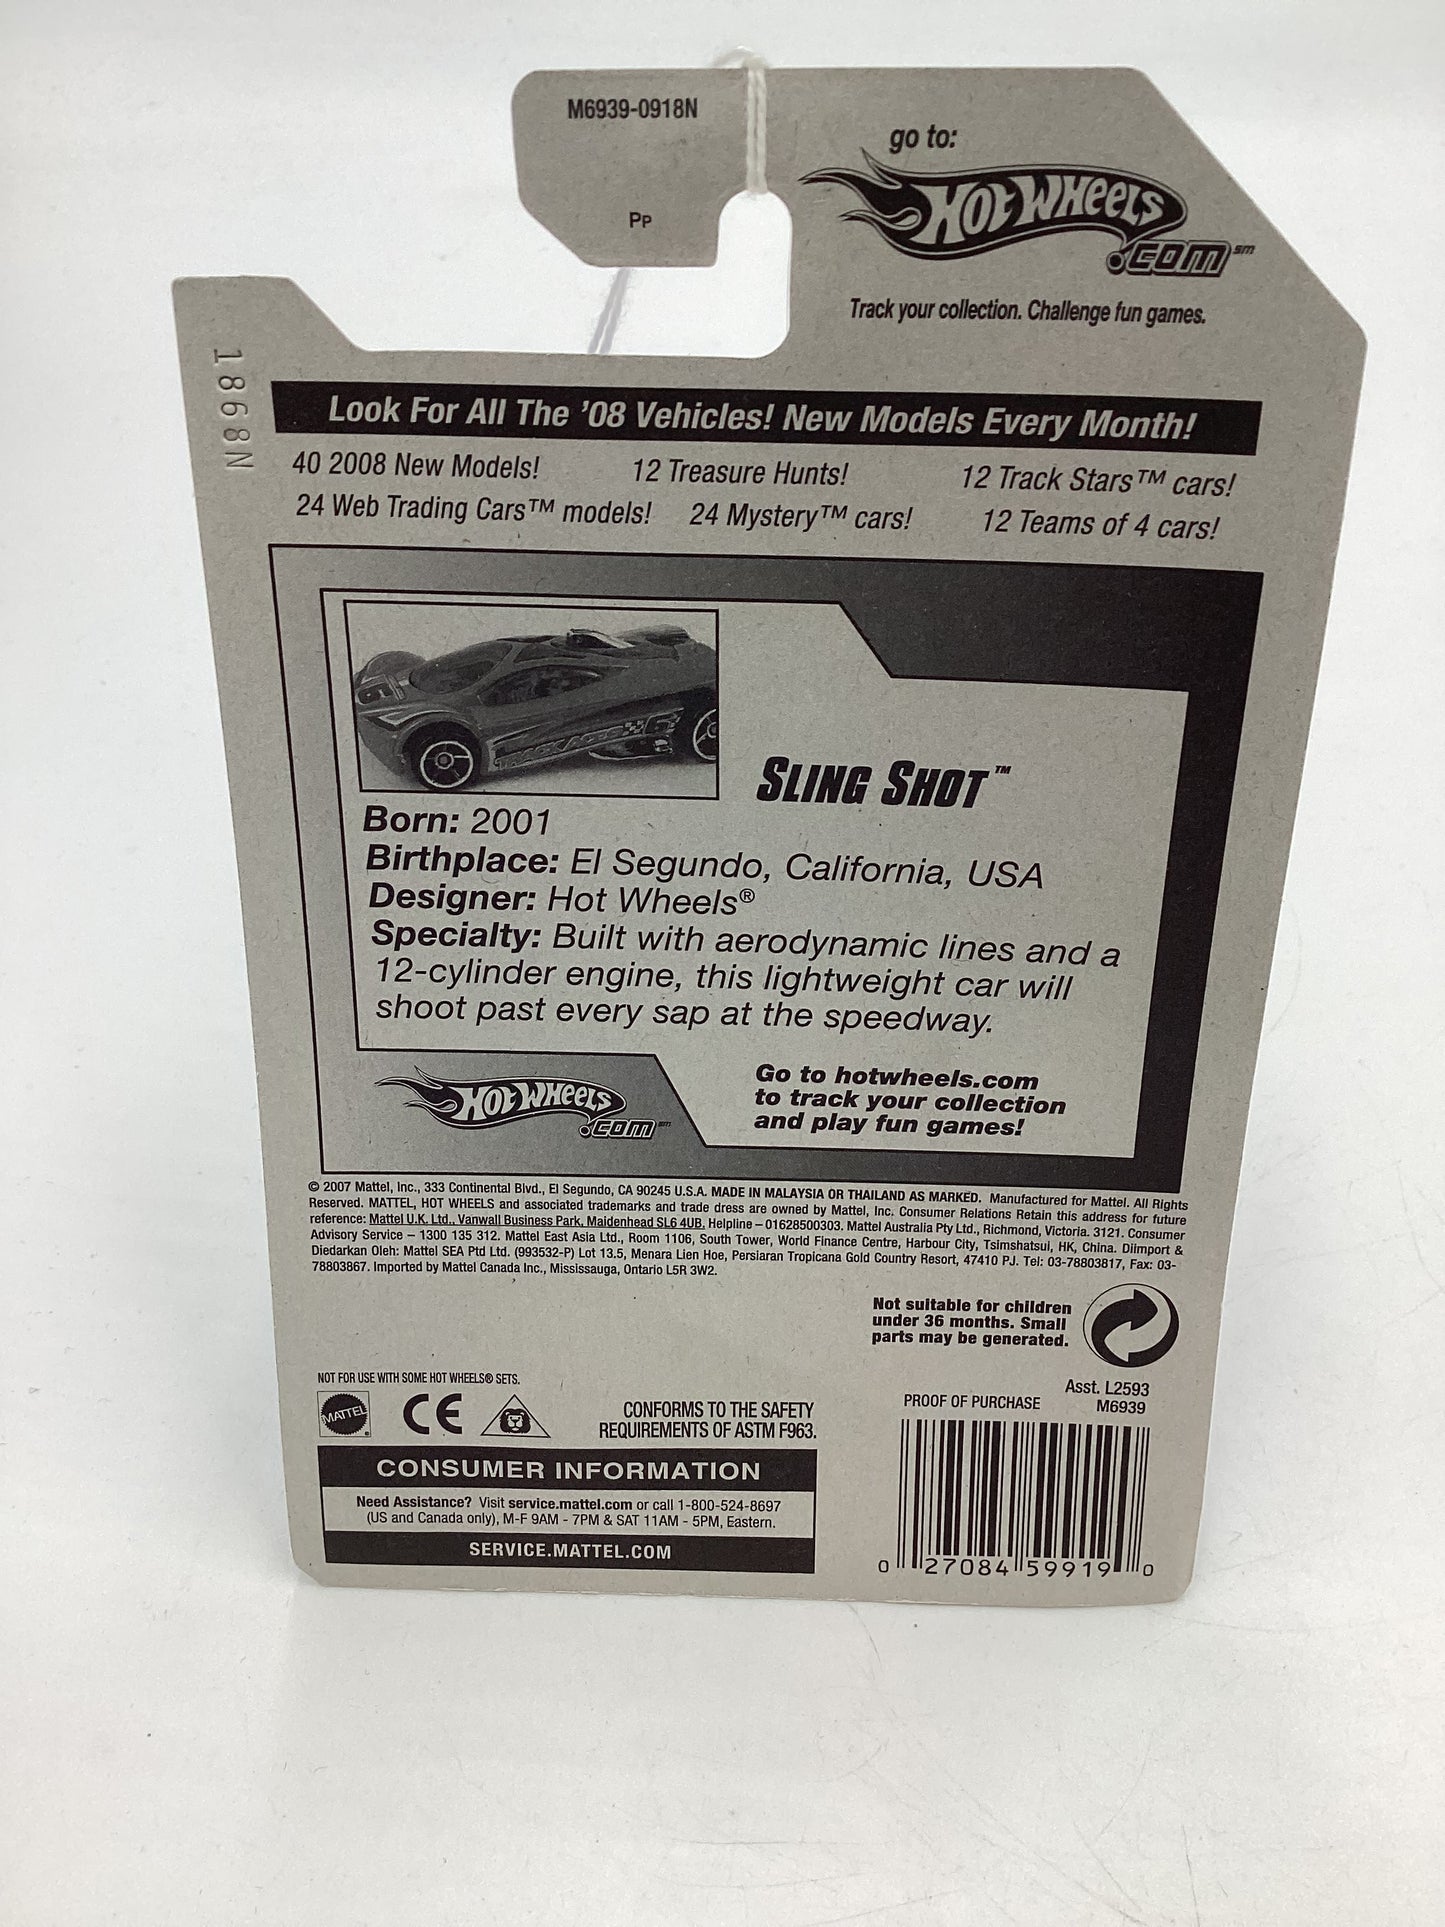 M6939-0918N
PP
go to:
Hot Wheels
.com℠
Track your collection. Challenge fun games.
1868N
Look For All The '08 Vehicles! New Models Every Month!
40 2008 New Models! 12 Treasure Hunts! 12 Track Stars™ cars!
24 Web Trading Cars™ models! 24 Mystery™ cars! 12 Teams of 4 cars!
SLING SHOT™
Born: 2001
Birthplace: El Segundo, California, USA
Designer: Hot Wheels®
Specialty: Built with aerodynamic lines and a
12-cylinder engine, this lightweight car will
shoot past every sap at the speedway.
Hot Wheels
.com℠
Go to hotwheels.com
to track your collection
and play fun games!
© 2007 Mattel, Inc., 333 Continental Blvd., El Segundo, CA 90245 U.S.A. MADE IN MALAYSIA OR THAILAND AS MARKED. Manufactured for Mattel. All Rights
Reserved. MATTEL, HOT WHEELS and associated trademarks and trade dress are owned by Mattel, Inc. Consumer Relations Retain this address for future
reference: Mattel U.K. Ltd., Vanwall Business Park, Maidenhead SL6 4UB. Helpline – 01628500303. Mattel Australia Pty Ltd., Richmond, Victoria. 3121. Consumer
Advisory Service – 1300 135 312. Mattel East Asia Ltd., Room 1106, South Tower, World Finance Centre, Harbour City, Tsimshatsui, HK, China. Diimport &
Diedarkan Oleh: Mattel SEA Ptd Ltd. (993532-P) Lot 13.5, Menara Lien Hoe, Persiaran Tropicana Gold Country Resort, 47410 PJ. Tel: 03-78803817, Fax: 03-
78803867. Imported by Mattel Canada Inc., Mississauga, Ontario L5R 3W2.
Not suitable for children
under 36 months. Small
parts may be generated.
NOT FOR USE WITH SOME HOT WHEELS® SETS.
MATTEL
CE
CONFORMS TO THE SAFETY
REQUIREMENTS OF ASTM F963.
Asst. L2593
PROOF OF PURCHASE M6939
CONSUMER INFORMATION
Need Assistance? Visit service.mattel.com or call 1-800-524-8697
(US and Canada only), M-F 9AM - 7PM & SAT 11AM - 5PM, Eastern.
SERVICE.MATTEL.COM
0 27084 59919 0